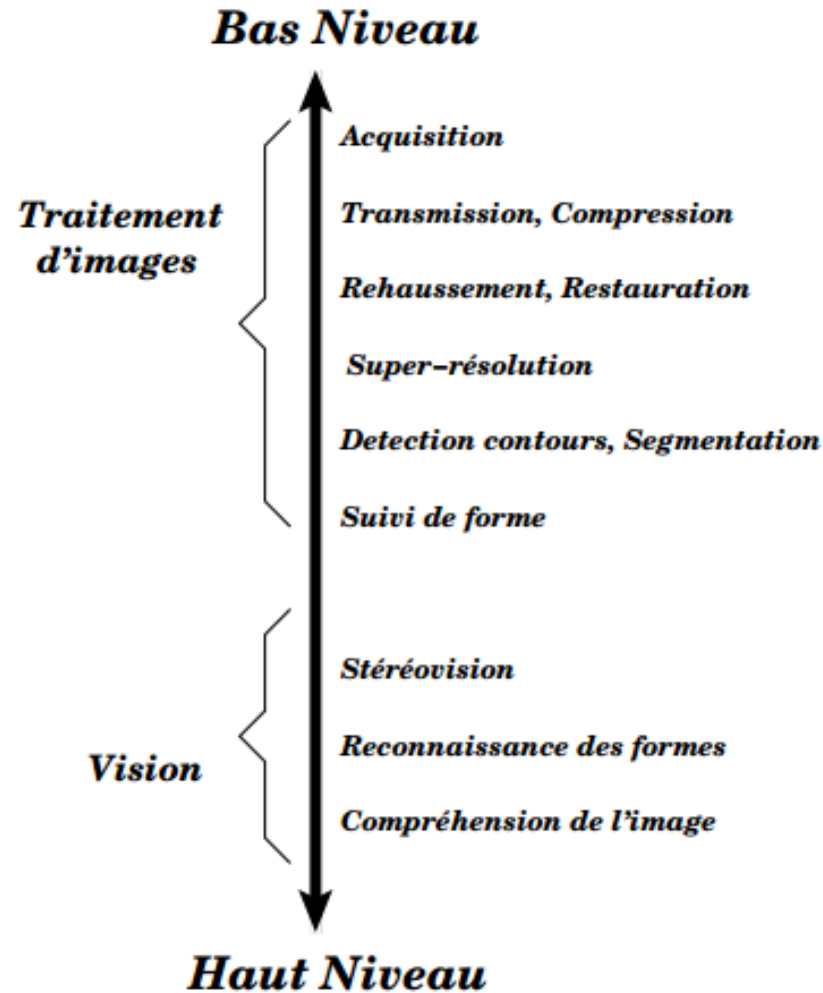 Bas Niveau
Acquisition
Traitement
d'images
Transmission, Compression
Rehaussement, Restauration
Super–résolution
Detection contours, Segmentation
Suivi de forme
Stéréovision
Vision
Reconnaissance des formes
Compréhension de l'image
Haut Niveau